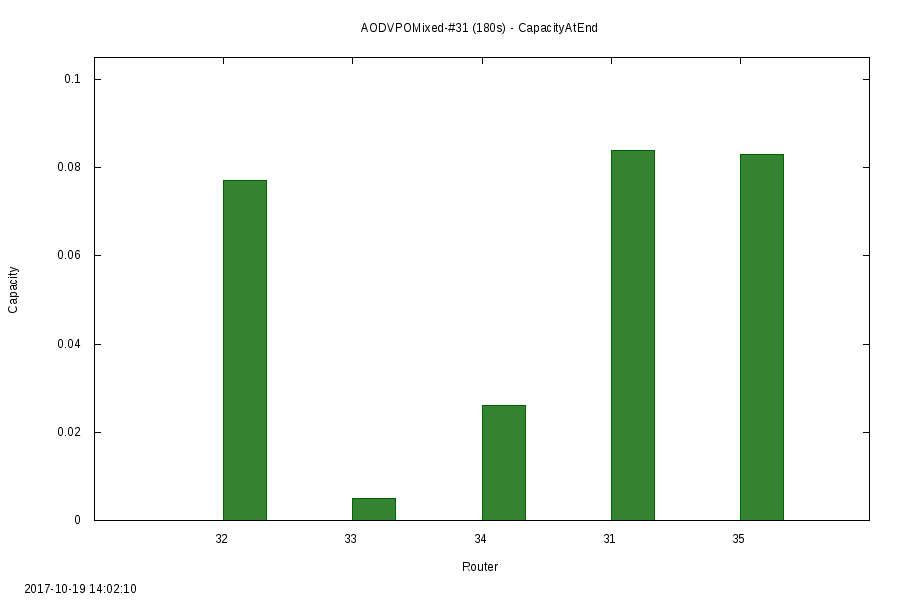 AODVPOMixed-#31 (180s) - CapacityAtEnd
0.1
0.08
0.06
0.04
0.02
0
Capacity
32 33 34 31 35
Router
2017-10-19 14:02:10